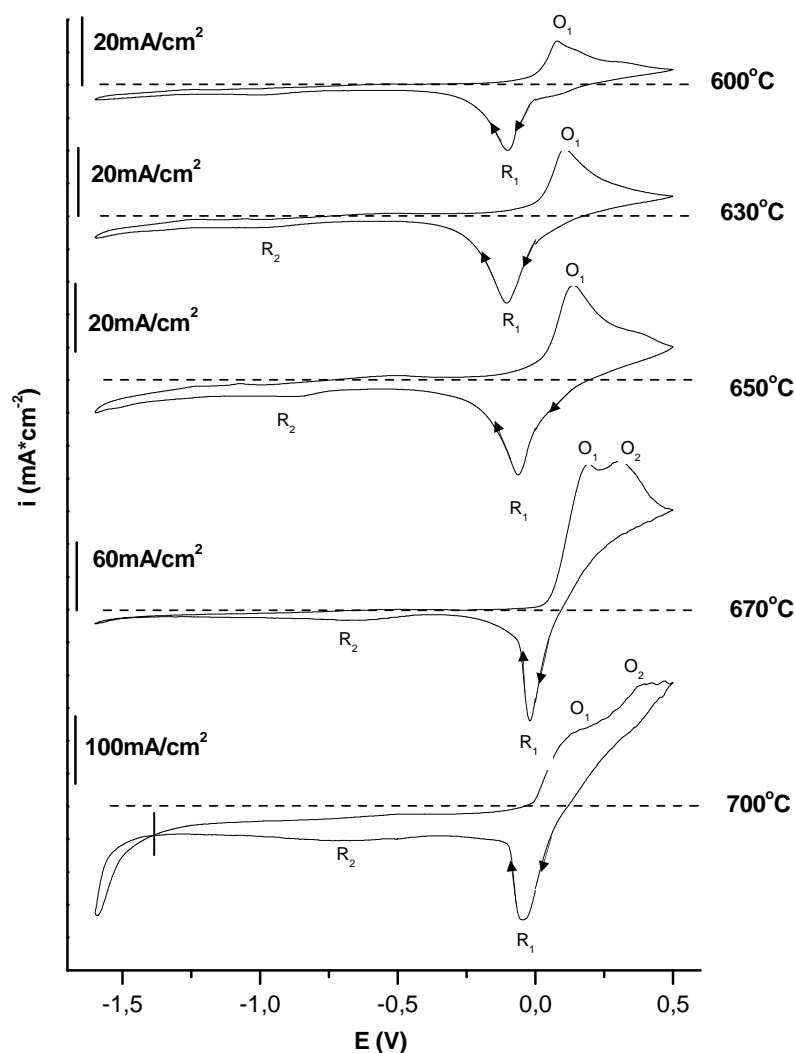 O₁
20mA/cm²
600°C
R₁
O₁
20mA/cm²
630°C
R₂
R₁
O₁
20mA/cm²
650°C
R₂
R₁
O₁ O₂
60mA/cm²
670°C
R₂
R₁
O₂
O₁
100mA/cm²
700°C
R₂
R₁
i (mA*cm⁻²)
-1,5 -1,0 -0,5 0,0 0,5
E (V)